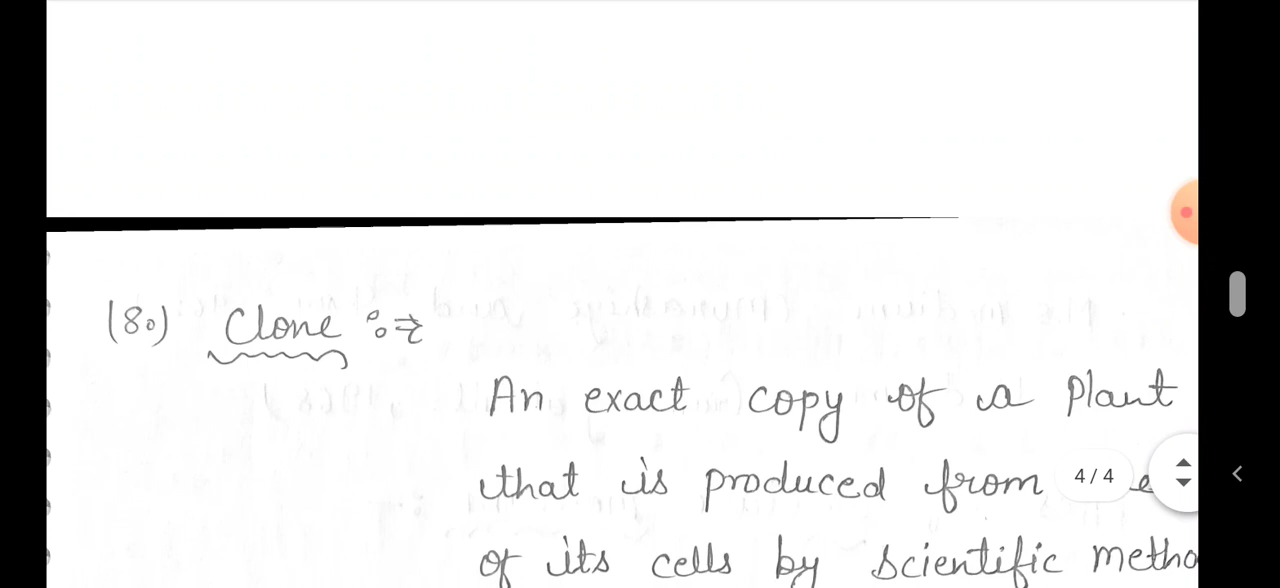 (80) Clone :⇒
An exact copy of a Plant
that is produced from
4/4
of its cells by scientific